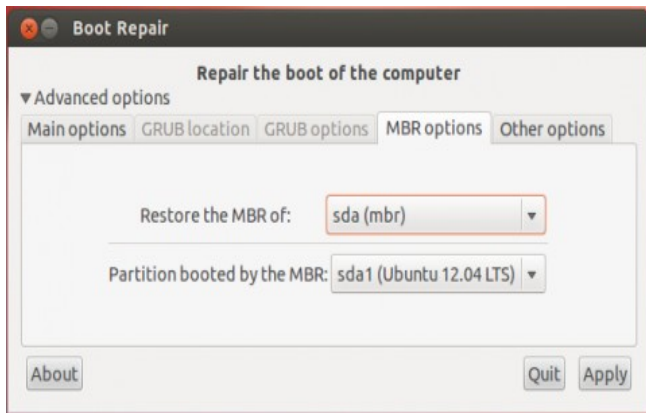 Boot Repair
Repair the boot of the computer
▼Advanced options
Main options GRUB location GRUB options MBR options Other options
Restore the MBR of: sda (mbr)
Partition booted by the MBR: sda1 (Ubuntu 12.04 LTS)
About Quit Apply